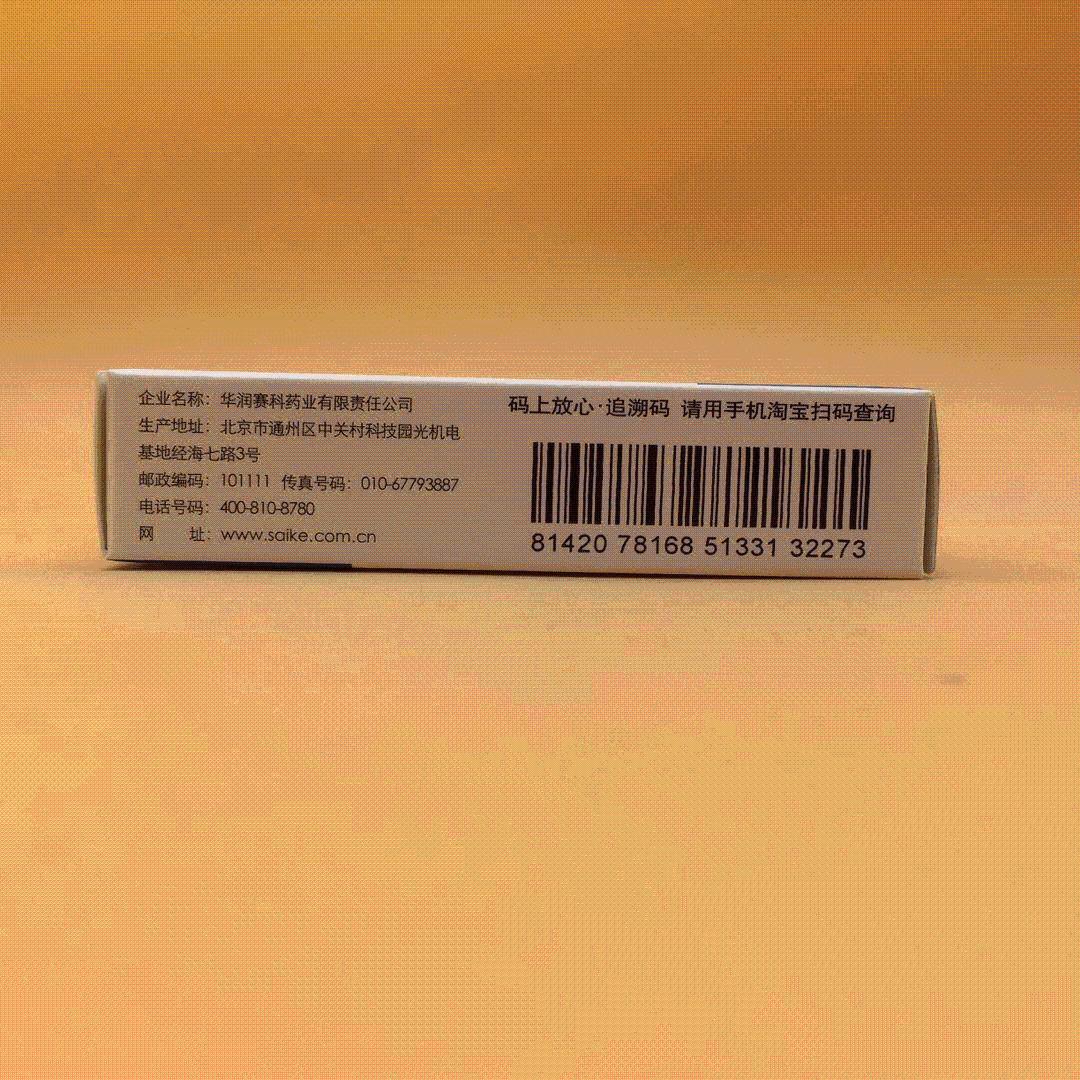 企业名称：华润赛科药业有限责任公司
生产地址：北京市通州区中关村科技园光机电
基地经海七路3号
邮政编码：101111 传真号码：010-67793887
电话号码：400-810-8780
网　　址：www.saike.com.cn
码上放心·追溯码 请用手机淘宝扫码查询
81420 78168 51331 32273